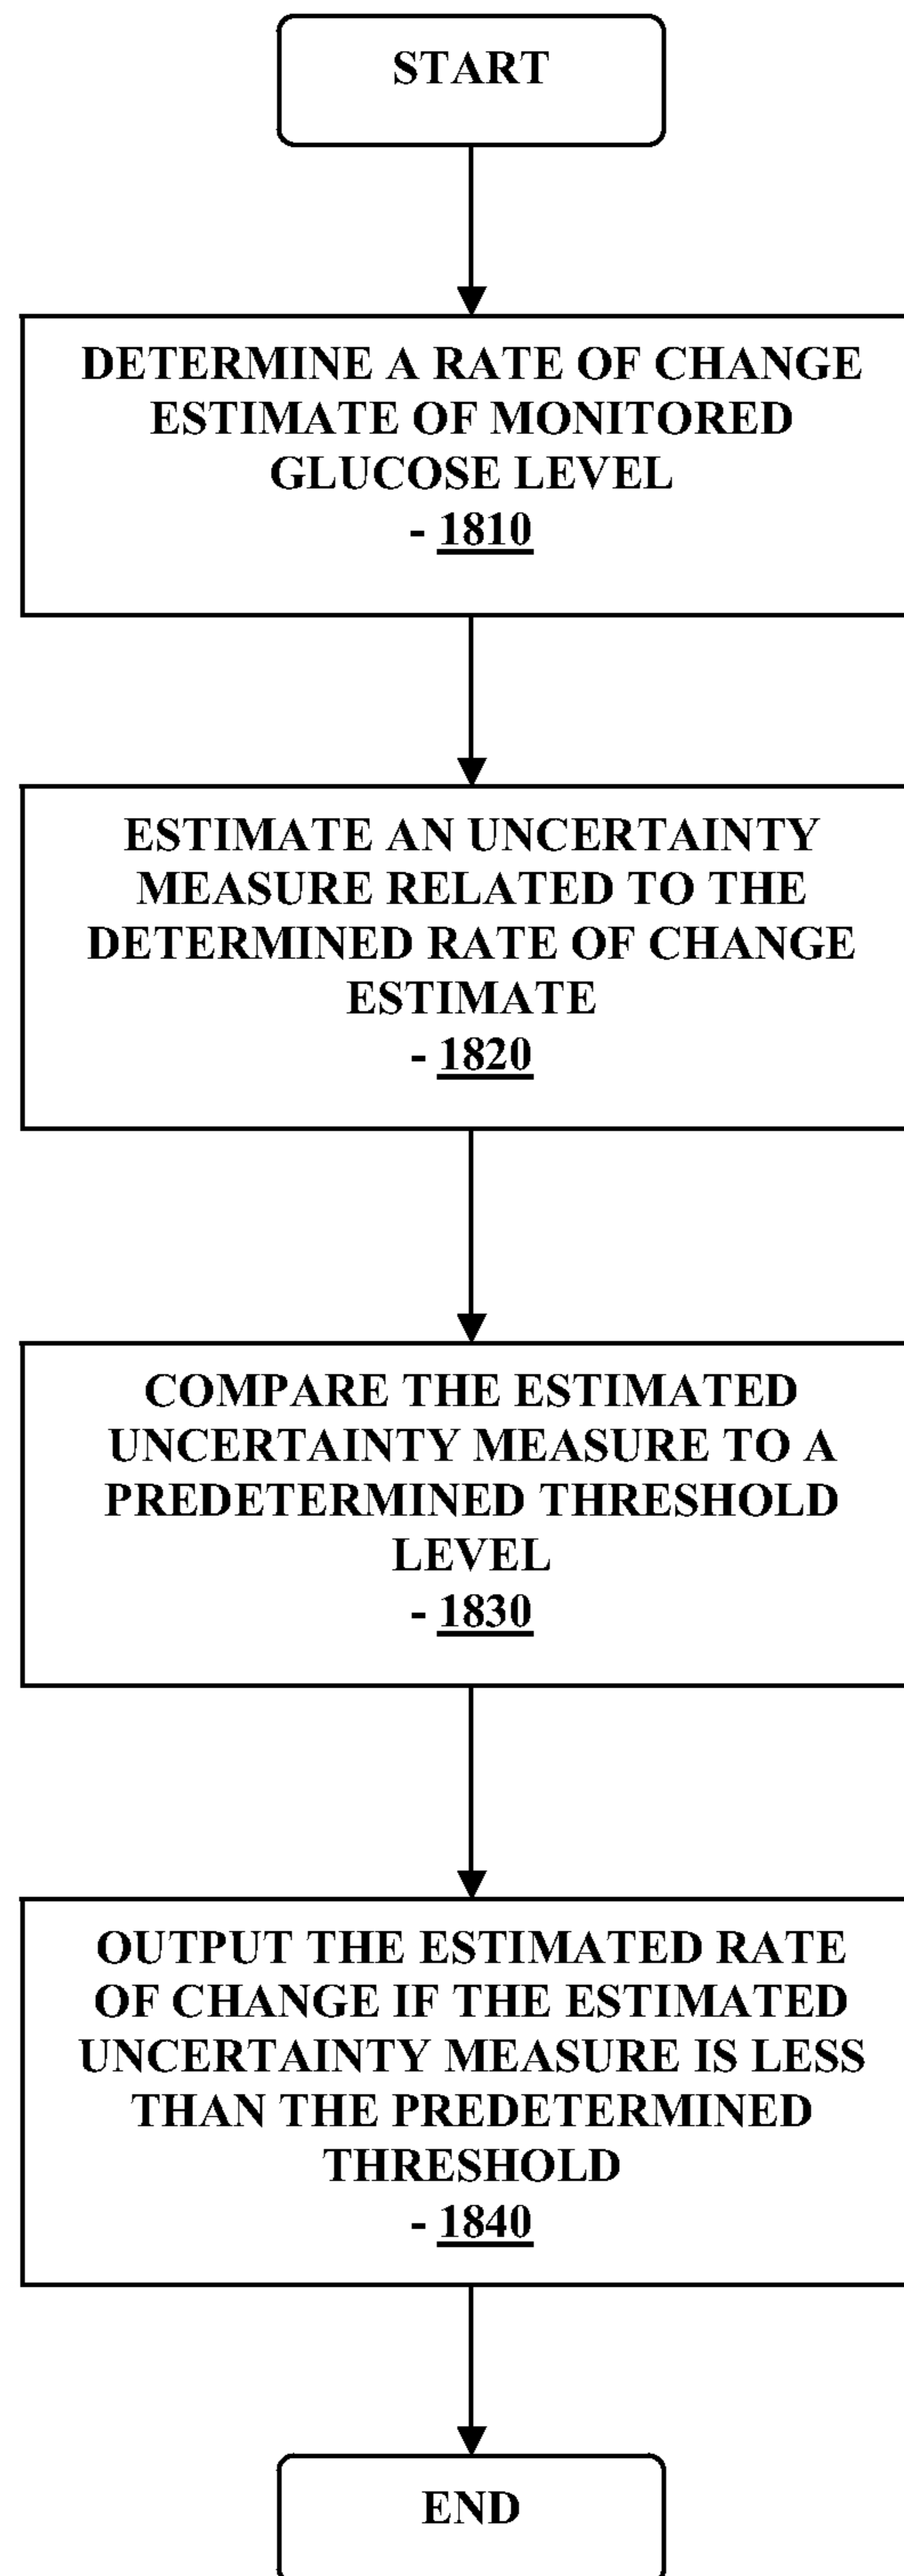 START
DETERMINE A RATE OF CHANGE
ESTIMATE OF MONITORED
GLUCOSE LEVEL
- 1810
ESTIMATE AN UNCERTAINTY
MEASURE RELATED TO THE
DETERMINED RATE OF CHANGE
ESTIMATE
- 1820
COMPARE THE ESTIMATED
UNCERTAINTY MEASURE TO A
PREDETERMINED THRESHOLD
LEVEL
- 1830
OUTPUT THE ESTIMATED RATE
OF CHANGE IF THE ESTIMATED
UNCERTAINTY MEASURE IS LESS
THAN THE PREDETERMINED
THRESHOLD
- 1840
END